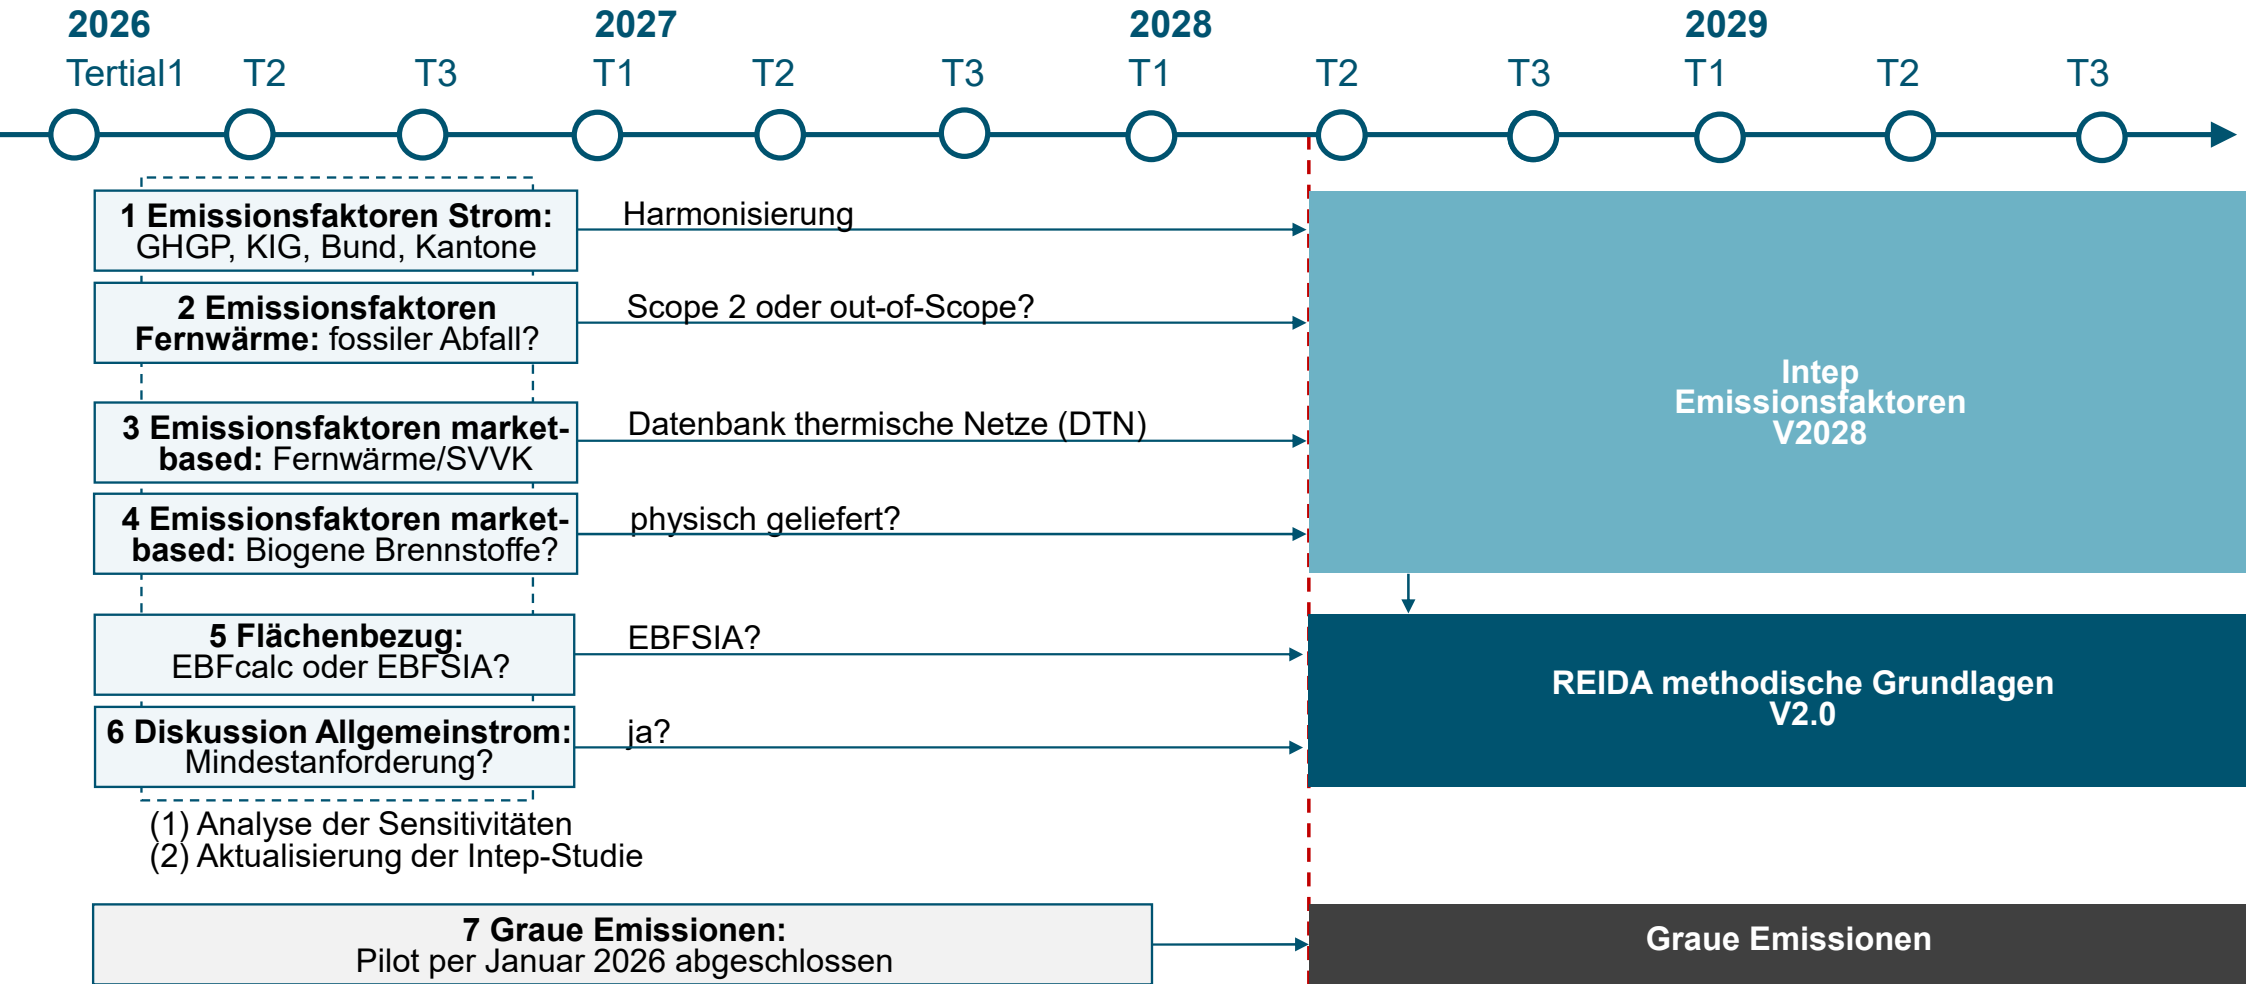 2026 2027 2028 2029
Tertial1 T2 T3 T1 T2 T3 T1 T2 T3 T1 T2 T3
1 Emissionsfaktoren Strom:
GHGP, KIG, Bund, Kantone
Harmonisierung
2 Emissionsfaktoren
Fernwärme: fossiler Abfall?
Scope 2 oder out-of-Scope?
3 Emissionsfaktoren market-
based: Fernwärme/SVVK
Datenbank thermische Netze (DTN)
4 Emissionsfaktoren market-
based: Biogene Brennstoffe?
physisch geliefert?
Intep
Emissionsfaktoren
V2028
5 Flächenbezug:
EBFcalc oder EBFSIA?
EBFSIA?
6 Diskussion Allgemeinstrom:
Mindestanforderung?
ja?
REIDA methodische Grundlagen
V2.0
(1) Analyse der Sensitivitäten
(2) Aktualisierung der Intep-Studie
7 Graue Emissionen:
Pilot per Januar 2026 abgeschlossen
Graue Emissionen